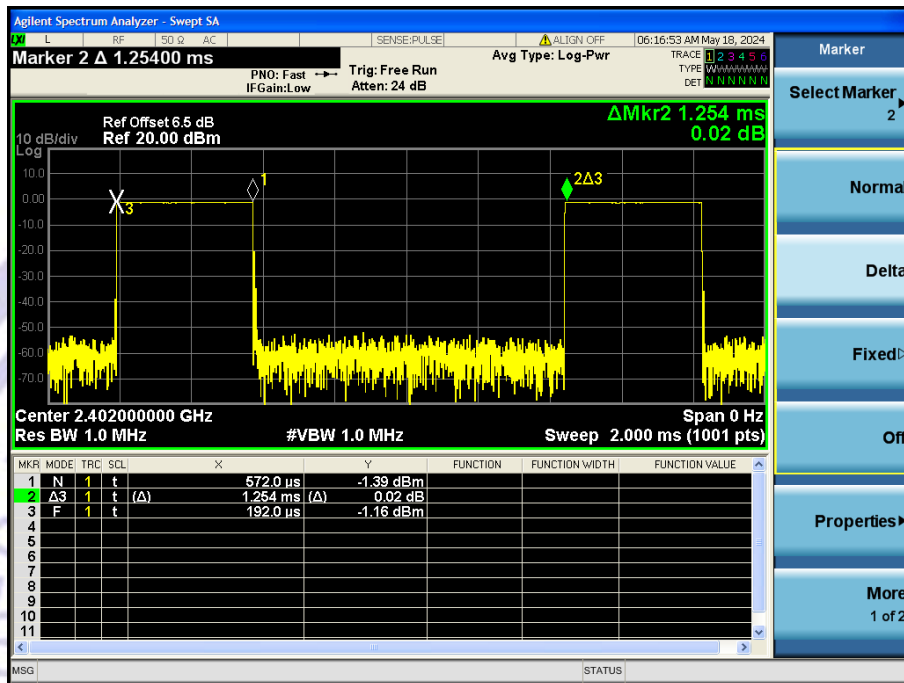 Agilent Spectrum Analyzer - Swept SA
LXI L RF 50 Ω AC SENSE:PULSE ALIGN OFF 06:16:53 AM May 18, 2024
Marker 2 Δ 1.25400 ms
PNO: Fast
IFGain:Low
Trig: Free Run
Atten: 24 dB
Avg Type: Log-Pwr
TRACE 1 2 3 4 5 6
TYPE WWWWWW
DET N N N N N N
ΔMkr2 1.254 ms
0.02 dB
Ref Offset 6.5 dB
10 dB/div Ref 20.00 dBm
Log
10.0
0.00
-10.0
-20.0
-30.0
-40.0
-50.0
-60.0
-70.0
X3
1
2Δ3
Center 2.402000000 GHz Span 0 Hz
Res BW 1.0 MHz #VBW 1.0 MHz Sweep 2.000 ms (1001 pts)
MKR MODE TRC SCL X Y FUNCTION FUNCTION WIDTH FUNCTION VALUE
1 N 1 t 572.0 µs -1.39 dBm
2 Δ3 1 t (Δ) 1.254 ms (Δ) 0.02 dB
3 F 1 t 192.0 µs -1.16 dBm
4
5
6
7
8
9
10
11
MSG STATUS
Marker
Select Marker
2
Normal
Delta
Fixed
Off
Properties
More
1 of 2